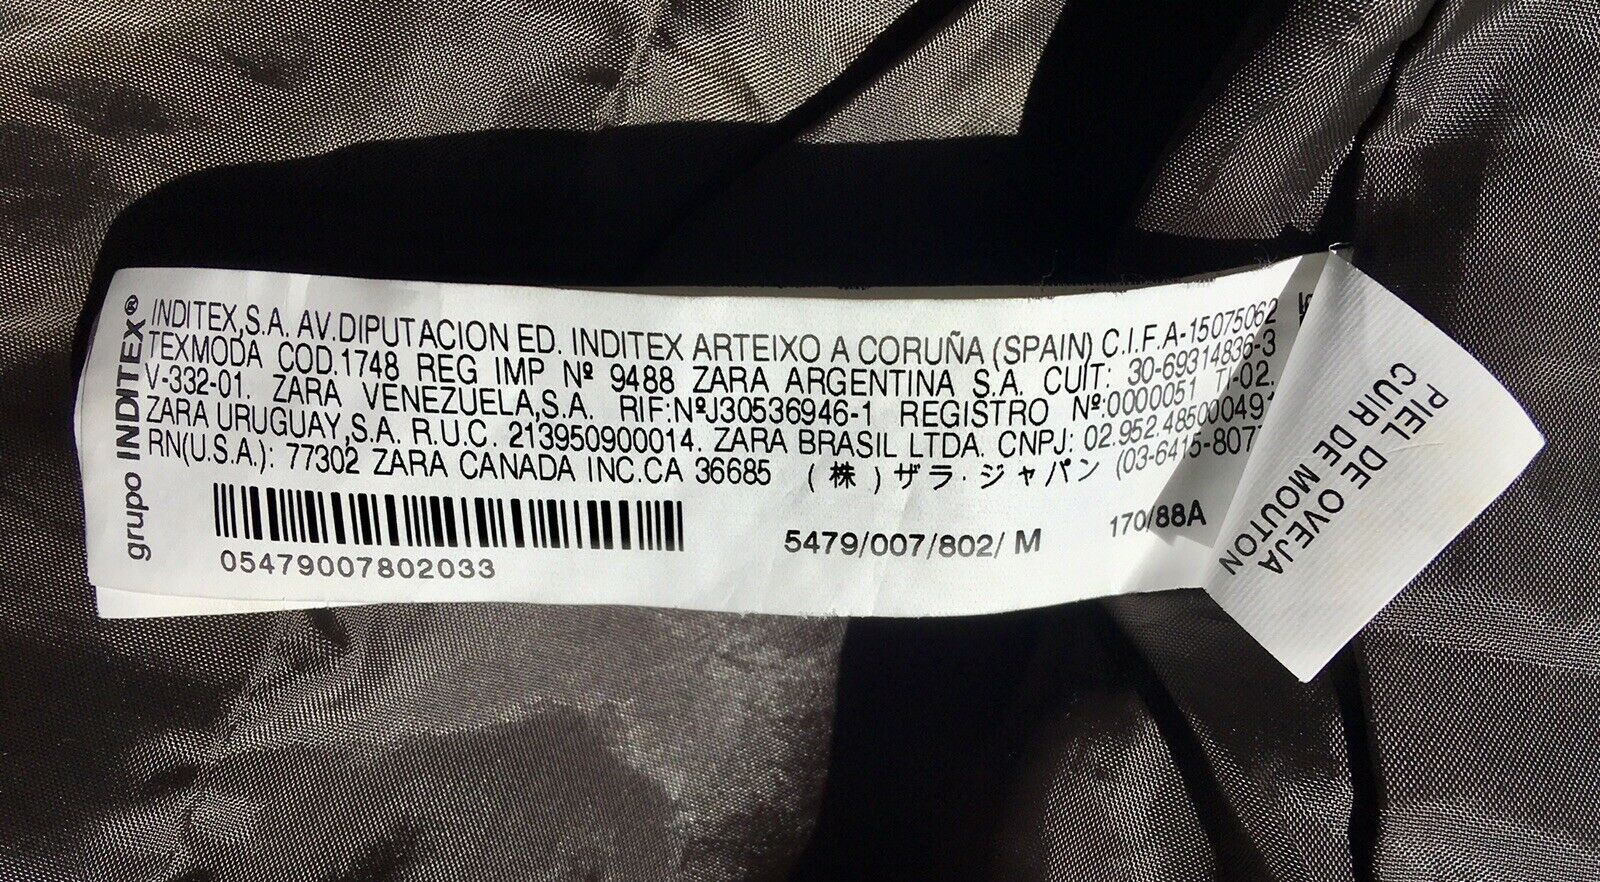 grupo INDITEX®
INDITEX,S.A. AV.DIPUTACION ED. INDITEX ARTEIXO A CORUÑA (SPAIN) C.I.F.A-15075062
TEXMODA COD.1748 REG IMP Nº 9488 ZARA ARGENTINA S.A. CUIT: 30-69314836-3
V-332-01. ZARA VENEZUELA,S.A. RIF:NºJ30536946-1 REGISTRO Nº:0000051 TI-02.
ZARA URUGUAY,S.A. R.U.C. 213950900014. ZARA BRASIL LTDA. CNPJ: 02.952.485000491
RN(U.S.A.): 77302 ZARA CANADA INC.CA 36685 (株)ザラ・ジャパン (03-6415-807
05479007802033
5479/007/802/ M
170/88A
PIEL DE OVEJA
CUIR DE MOUTON